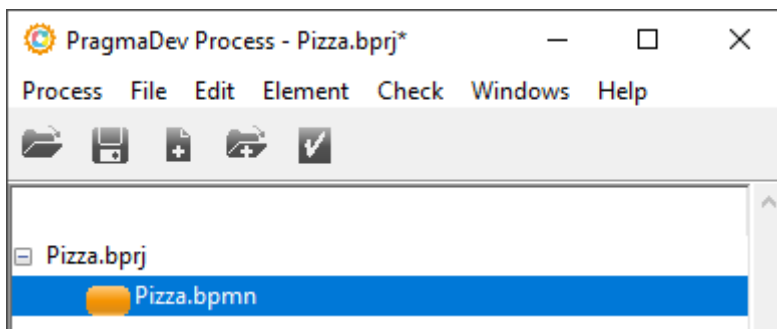 PragmaDev Process - Pizza.bprj*
Process File Edit Element Check Windows Help
Pizza.bprj
Pizza.bpmn